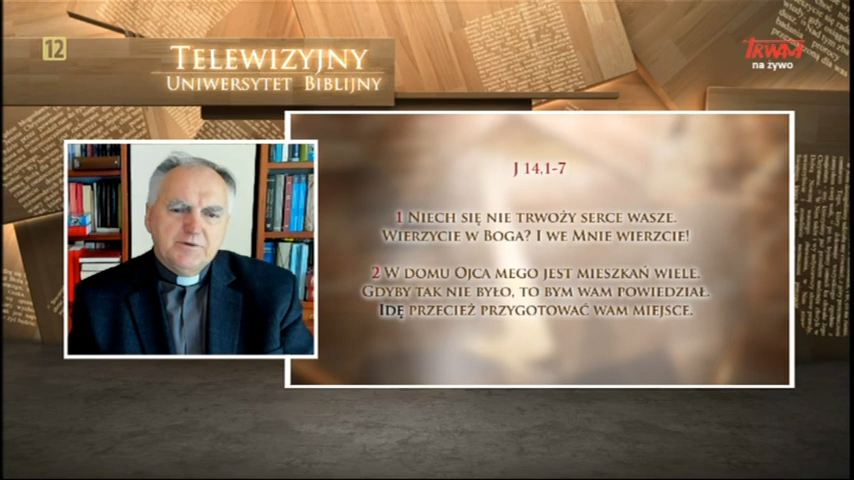 12
TELEWIZYJNY
UNIWERSYTET BIBLIJNY
TRWAM
na żywo
J 14,1-7
1 NIECH SIĘ NIE TRWOŻY SERCE WASZE.
WIERZYCIE W BOGA? I WE MNIE WIERZCIE!
2 W DOMU OJCA MEGO JEST MIESZKAŃ WIELE.
GDYBY TAK NIE BYŁO, TO BYM WAM POWIEDZIAŁ.
IDĘ PRZECIEŻ PRZYGOTOWAĆ WAM MIEJSCE.